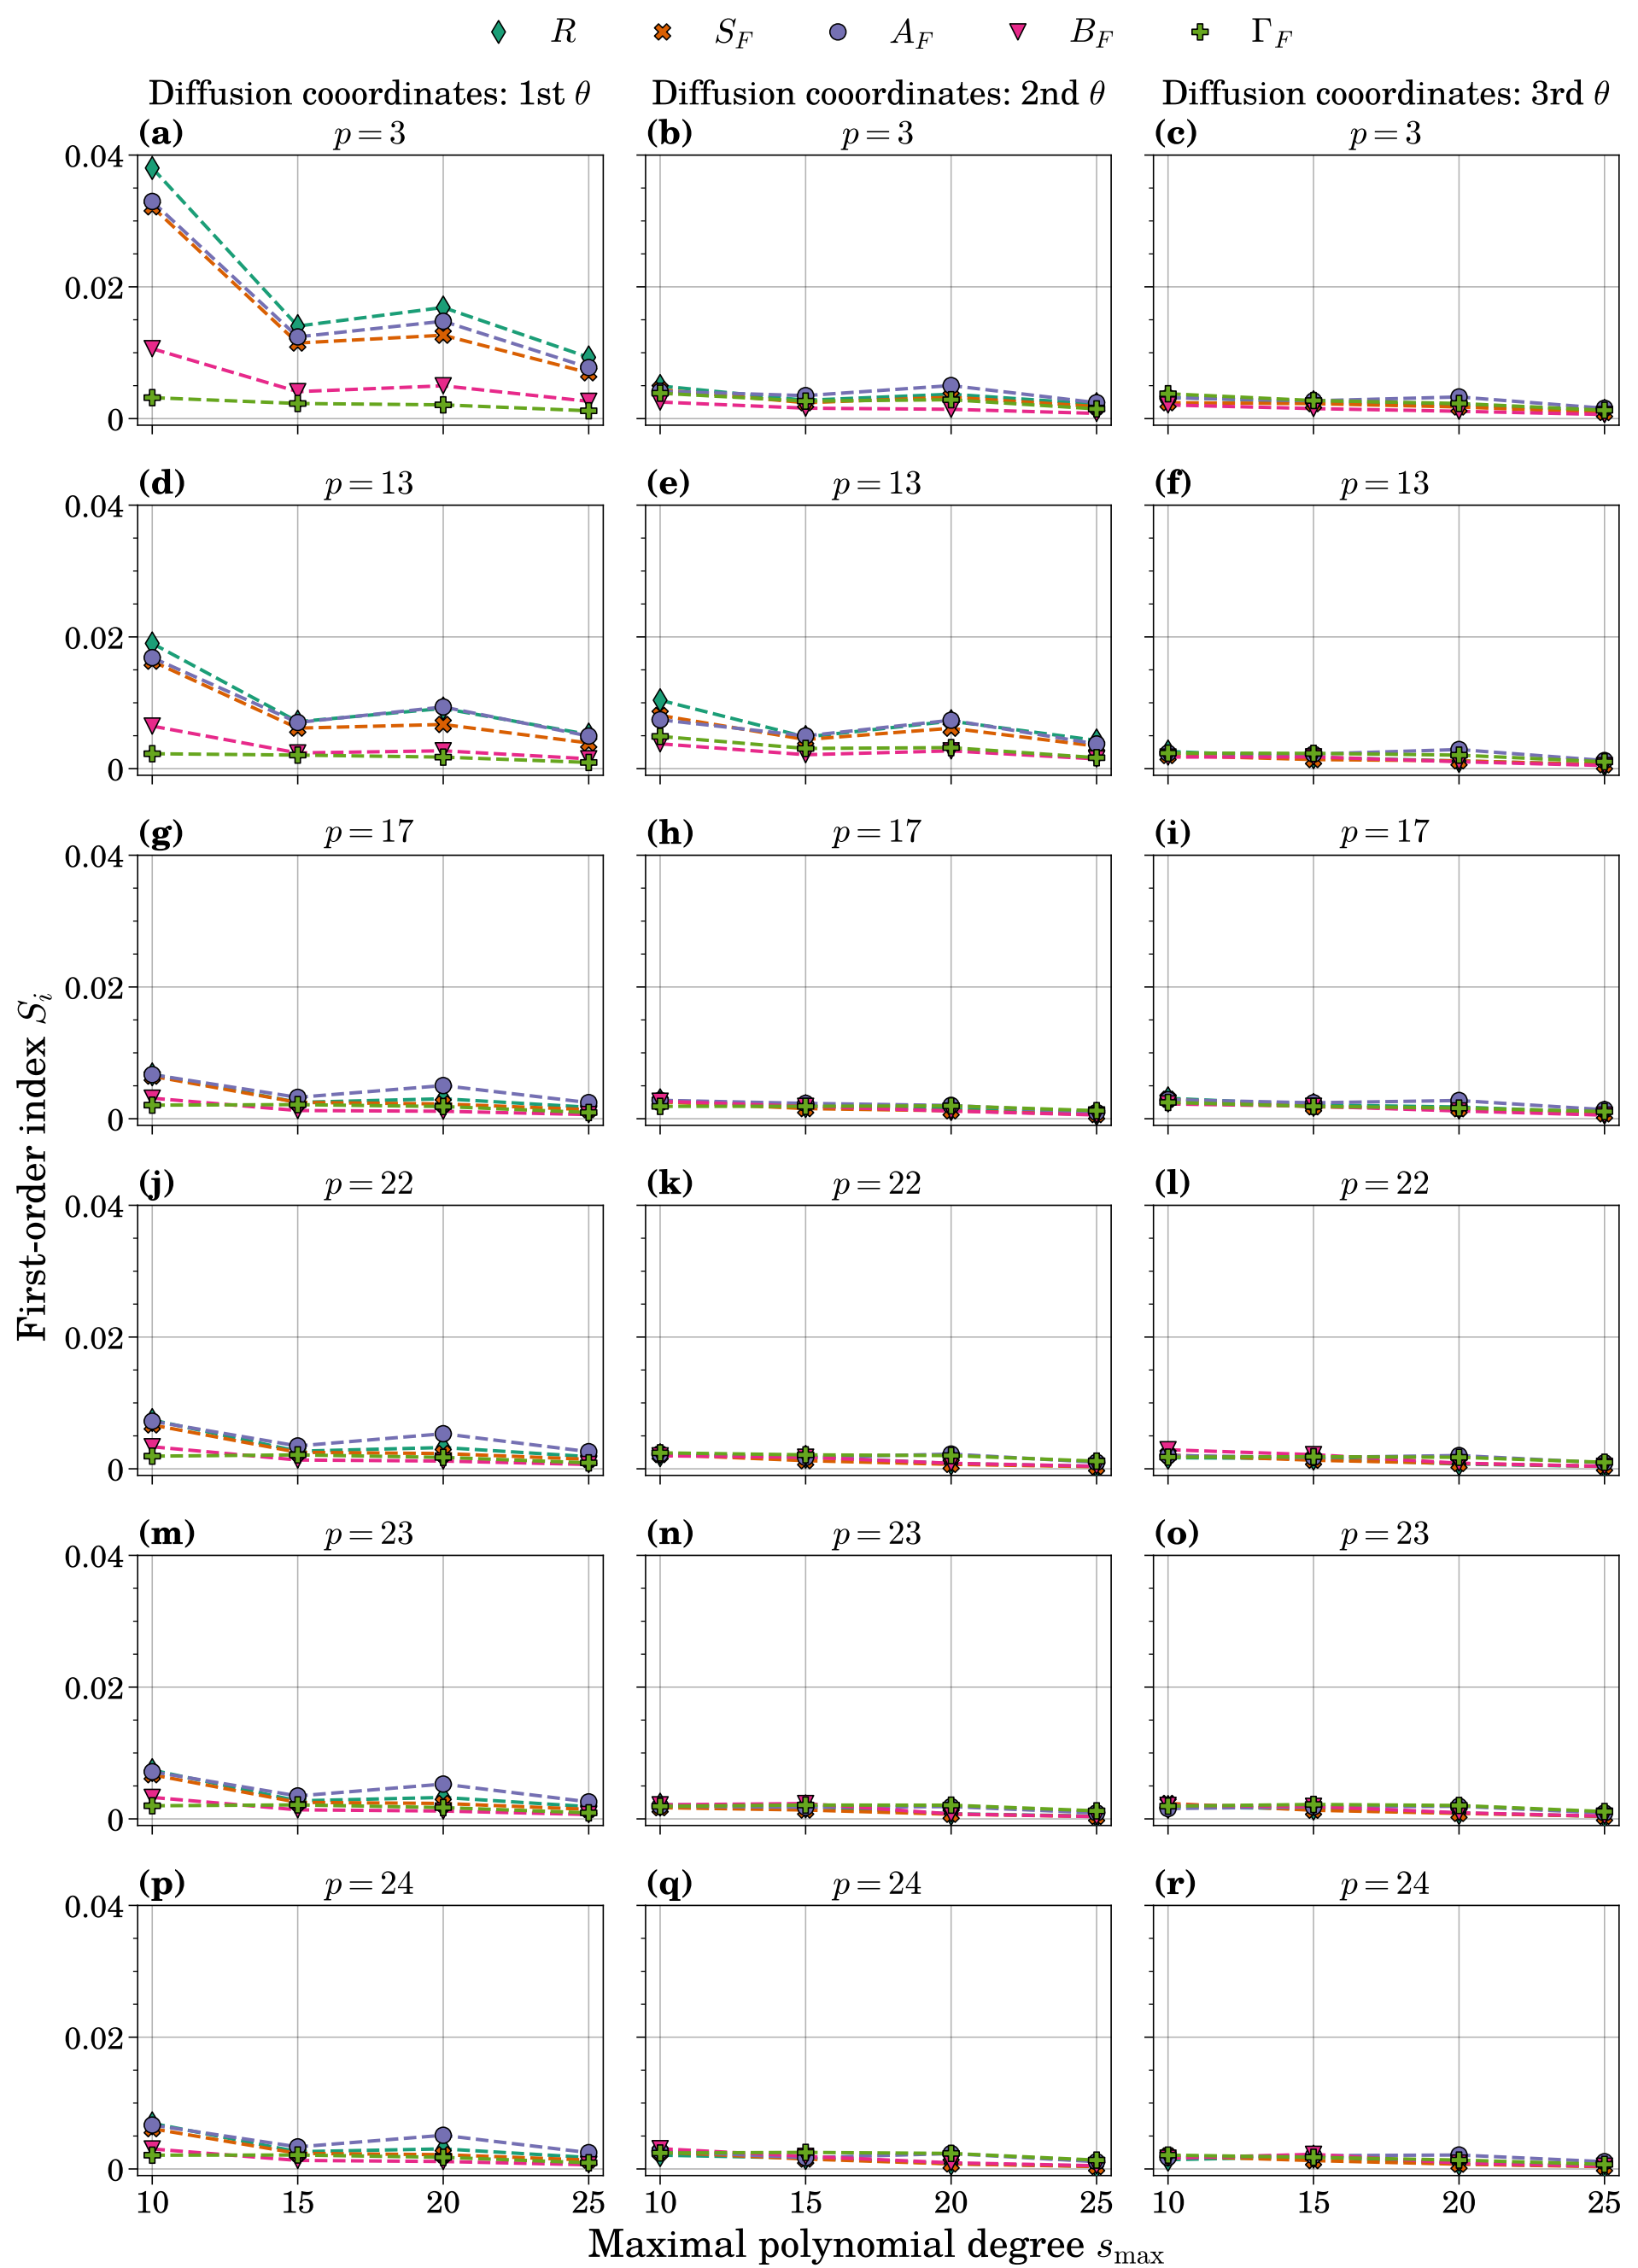 R S_F A_F B_F Γ_F
Diffusion cooordinates: 1st θ Diffusion cooordinates: 2nd θ Diffusion cooordinates: 3rd θ
(a) p = 3 (b) p = 3 (c) p = 3
0.04
0.02
0
(d) p = 13 (e) p = 13 (f) p = 13
0.04
0.02
0
(g) p = 17 (h) p = 17 (i) p = 17
0.04
0.02
0
(j) p = 22 (k) p = 22 (l) p = 22
0.04
0.02
0
(m) p = 23 (n) p = 23 (o) p = 23
0.04
0.02
0
(p) p = 24 (q) p = 24 (r) p = 24
0.04
0.02
0
10 15 20 25 10 15 20 25 10 15 20 25
First-order index S_i
Maximal polynomial degree s_max